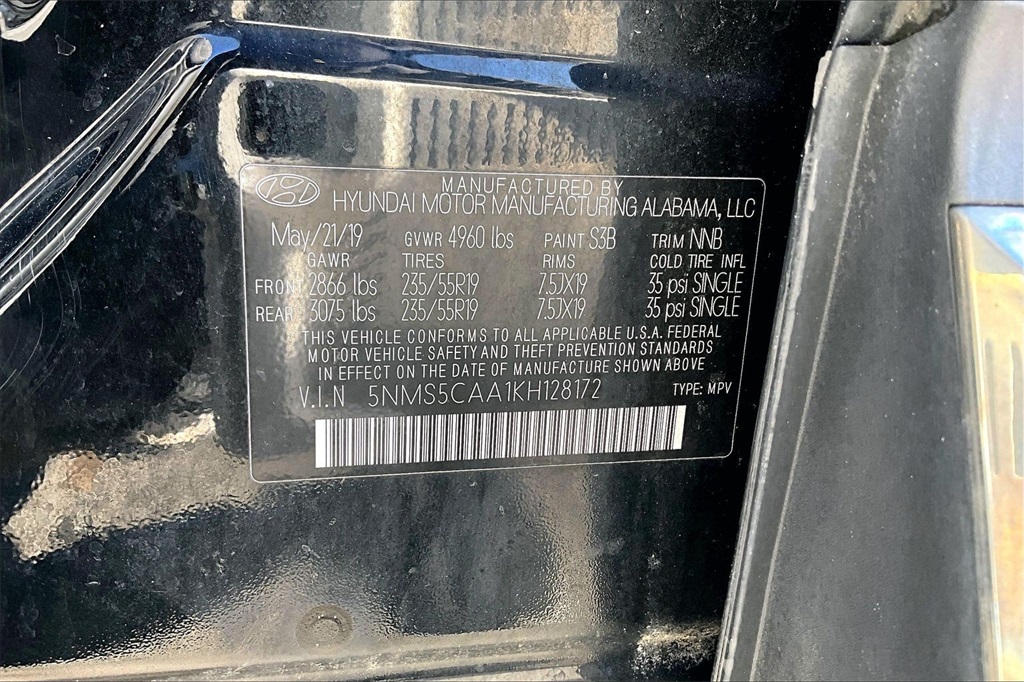 MANUFACTURED BY
HYUNDAI MOTOR MANUFACTURING ALABAMA, LLC
May/21/19 GVWR 4960 lbs PAINT S3B TRIM NNB
GAWR TIRES RIMS COLD TIRE INFL
FRONT 2866 lbs 235/55R19 7.5JX19 35 psi SINGLE
REAR 3075 lbs 235/55R19 7.5JX19 35 psi SINGLE
THIS VEHICLE CONFORMS TO ALL APPLICABLE U.S.A. FEDERAL
MOTOR VEHICLE SAFETY AND THEFT PREVENTION STANDARDS
IN EFFECT ON THE DATE OF MANUFACTURE SHOWN ABOVE
V.I.N 5NMS5CAA1KH128172 TYPE: MPV